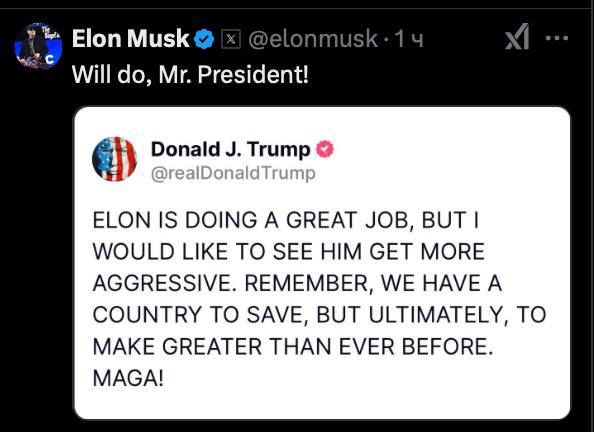 Elon Musk @elonmusk · 1 ч
Will do, Mr. President!
Donald J. Trump
@realDonaldTrump
ELON IS DOING A GREAT JOB, BUT I
WOULD LIKE TO SEE HIM GET MORE
AGGRESSIVE. REMEMBER, WE HAVE A
COUNTRY TO SAVE, BUT ULTIMATELY, TO
MAKE GREATER THAN EVER BEFORE.
MAGA!